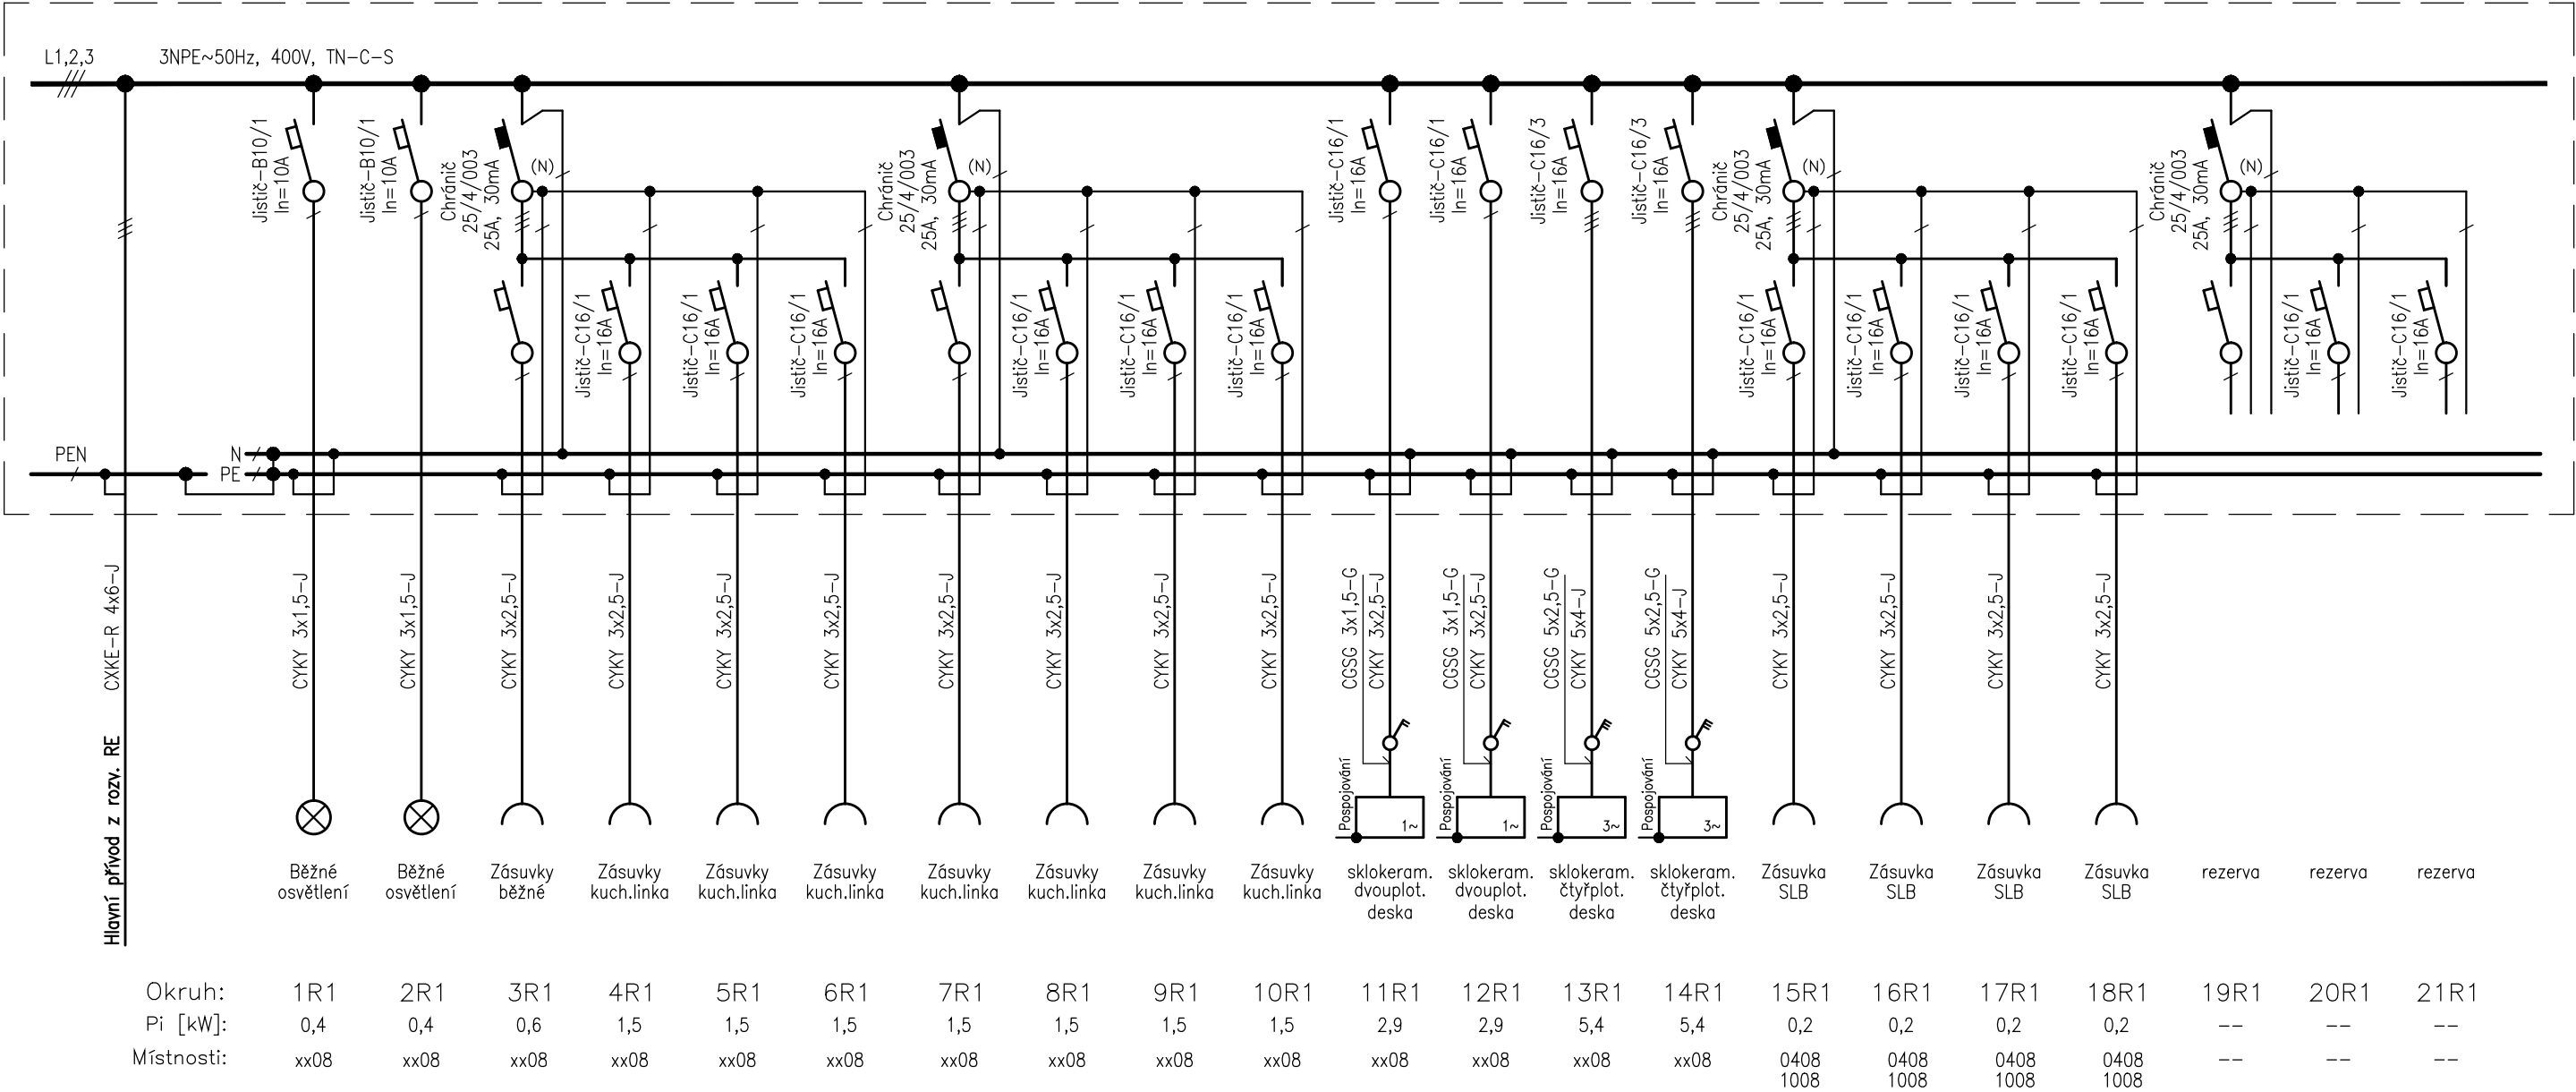 L1,2,3
3NPE~50Hz, 400V, TN-C-S
Jistič-B10/1
In=10A
Jistič-B10/1
In=10A
Chránič
25/4/003
25A, 30mA
(N)
Chránič
25/4/003
25A, 30mA
(N)
Jistič-C16/1
In=16A
Jistič-C16/1
In=16A
Jistič-C16/3
In=16A
Jistič-C16/3
In=16A
Chránič
25/4/003
25A, 30mA
(N)
Chránič
25/4/003
25A, 30mA
(N)
Jistič-C16/1
In=16A
Jistič-C16/1
In=16A
Jistič-C16/1
In=16A
Jistič-C16/1
In=16A
Jistič-C16/1
In=16A
Jistič-C16/1
In=16A
Jistič-C16/1
In=16A
Jistič-C16/1
In=16A
Jistič-C16/1
In=16A
Jistič-C16/1
In=16A
Jistič-C16/1
In=16A
Jistič-C16/1
In=16A
PEN
N
PE
CXKE-R 4x6-J
CYKY 3x1,5-J
CYKY 3x1,5-J
CYKY 3x2,5-J
CYKY 3x2,5-J
CYKY 3x2,5-J
CYKY 3x2,5-J
CYKY 3x2,5-J
CYKY 3x2,5-J
CYKY 3x2,5-J
CYKY 3x2,5-J
CGSG 3x1,5-G
CYKY 3x2,5-J
CGSG 3x1,5-G
CYKY 3x2,5-J
CGSG 5x2,5-G
CYKY 5x4-J
CGSG 5x2,5-G
CYKY 5x4-J
CYKY 3x2,5-J
CYKY 3x2,5-J
CYKY 3x2,5-J
CYKY 3x2,5-J
Hlavní přívod z rozv. RE
Pospojování
1~
Pospojování
1~
Pospojování
3~
Pospojování
3~
Běžné
osvětlení
Běžné
osvětlení
Zásuvky
běžné
Zásuvky
kuch.linka
Zásuvky
kuch.linka
Zásuvky
kuch.linka
Zásuvky
kuch.linka
Zásuvky
kuch.linka
Zásuvky
kuch.linka
Zásuvky
kuch.linka
sklokeram.
dvouplot.
deska
sklokeram.
dvouplot.
deska
sklokeram.
čtyřplot.
deska
sklokeram.
čtyřplot.
deska
Zásuvka
SLB
Zásuvka
SLB
Zásuvka
SLB
Zásuvka
SLB
rezerva
rezerva
rezerva
Okruh: 1R1 2R1 3R1 4R1 5R1 6R1 7R1 8R1 9R1 10R1 11R1 12R1 13R1 14R1 15R1 16R1 17R1 18R1 19R1 20R1 21R1
Pi [kW]: 0,4 0,4 0,6 1,5 1,5 1,5 1,5 1,5 1,5 1,5 2,9 2,9 5,4 5,4 0,2 0,2 0,2 0,2 -- -- --
Místnosti: xx08 xx08 xx08 xx08 xx08 xx08 xx08 xx08 xx08 xx08 xx08 xx08 xx08 xx08 0408 0408 0408 0408 -- -- --
1008 1008 1008 1008